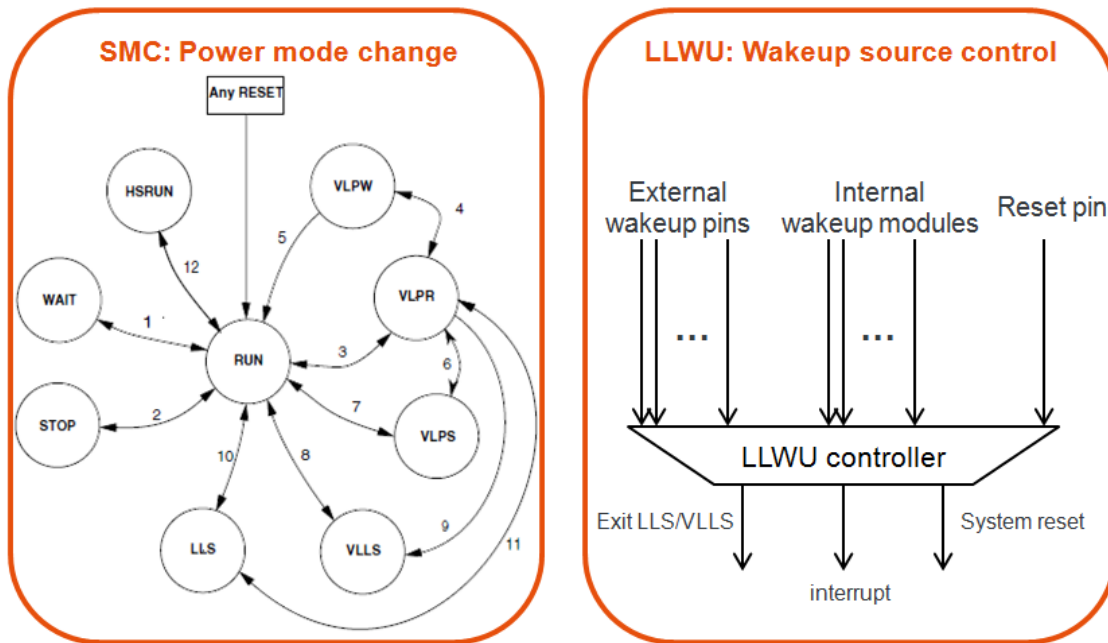 SMC: Power mode change
Any RESET
HSRUN
VLPW
4
5
12
VLPR
WAIT
1
RUN
3
6
STOP
2
7
VLPS
10
8
LLS
VLLS
9
11
LLWU: Wakeup source control
External
wakeup pins
Internal
wakeup modules
Reset pin
...
...
LLWU controller
Exit LLS/VLLS
System reset
interrupt